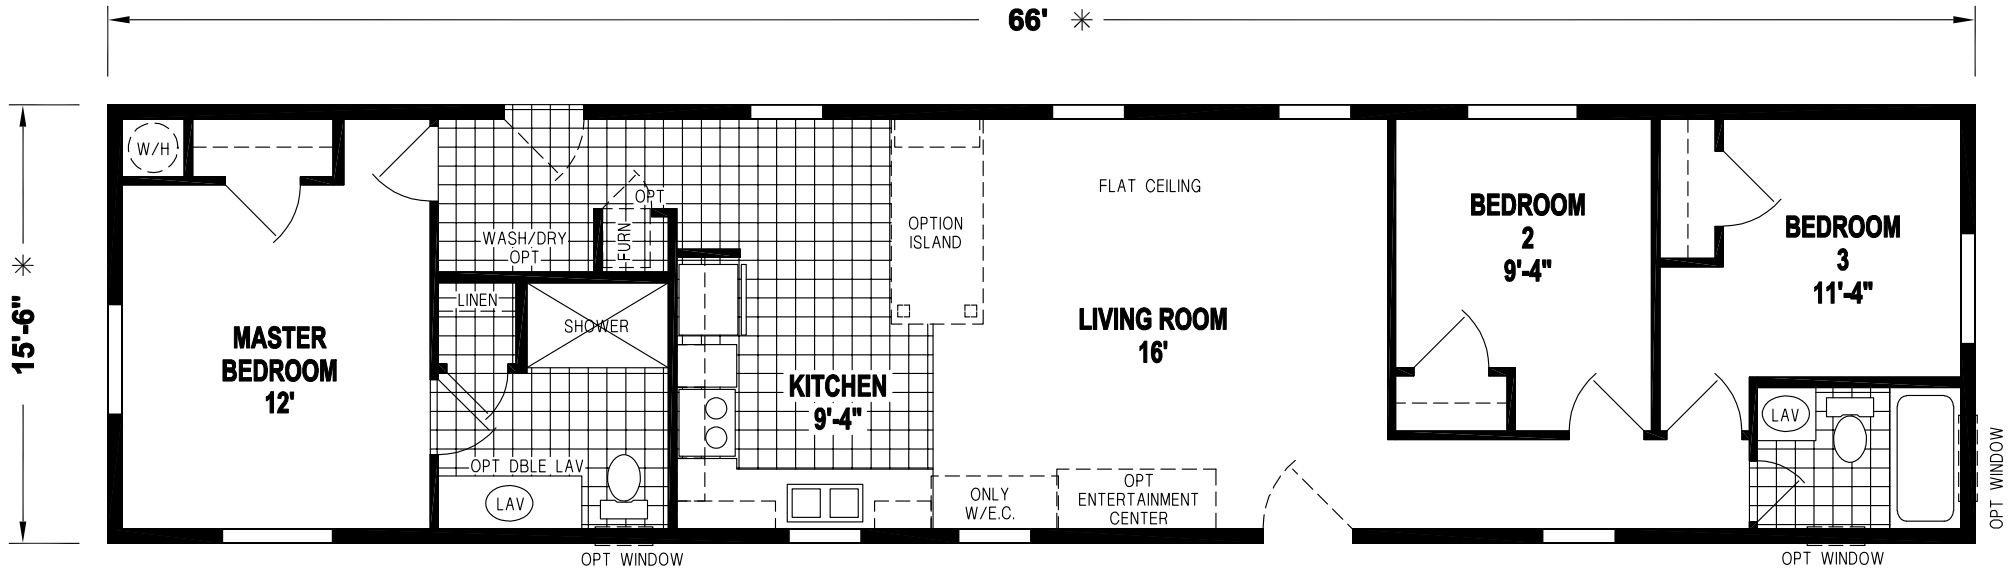 66' ✳
15'-6" ✳
W/H
MASTER
BEDROOM
12'
WASH/DRY
OPT
OPT
FURN
LINEN
SHOWER
OPT DBLE LAV
LAV
OPT WINDOW
KITCHEN
9'-4"
OPTION
ISLAND
FLAT CEILING
LIVING ROOM
16'
ONLY
W/E.C.
OPT
ENTERTAINMENT
CENTER
BEDROOM
2
9'-4"
BEDROOM
3
11'-4"
LAV
OPT WINDOW
OPT WINDOW